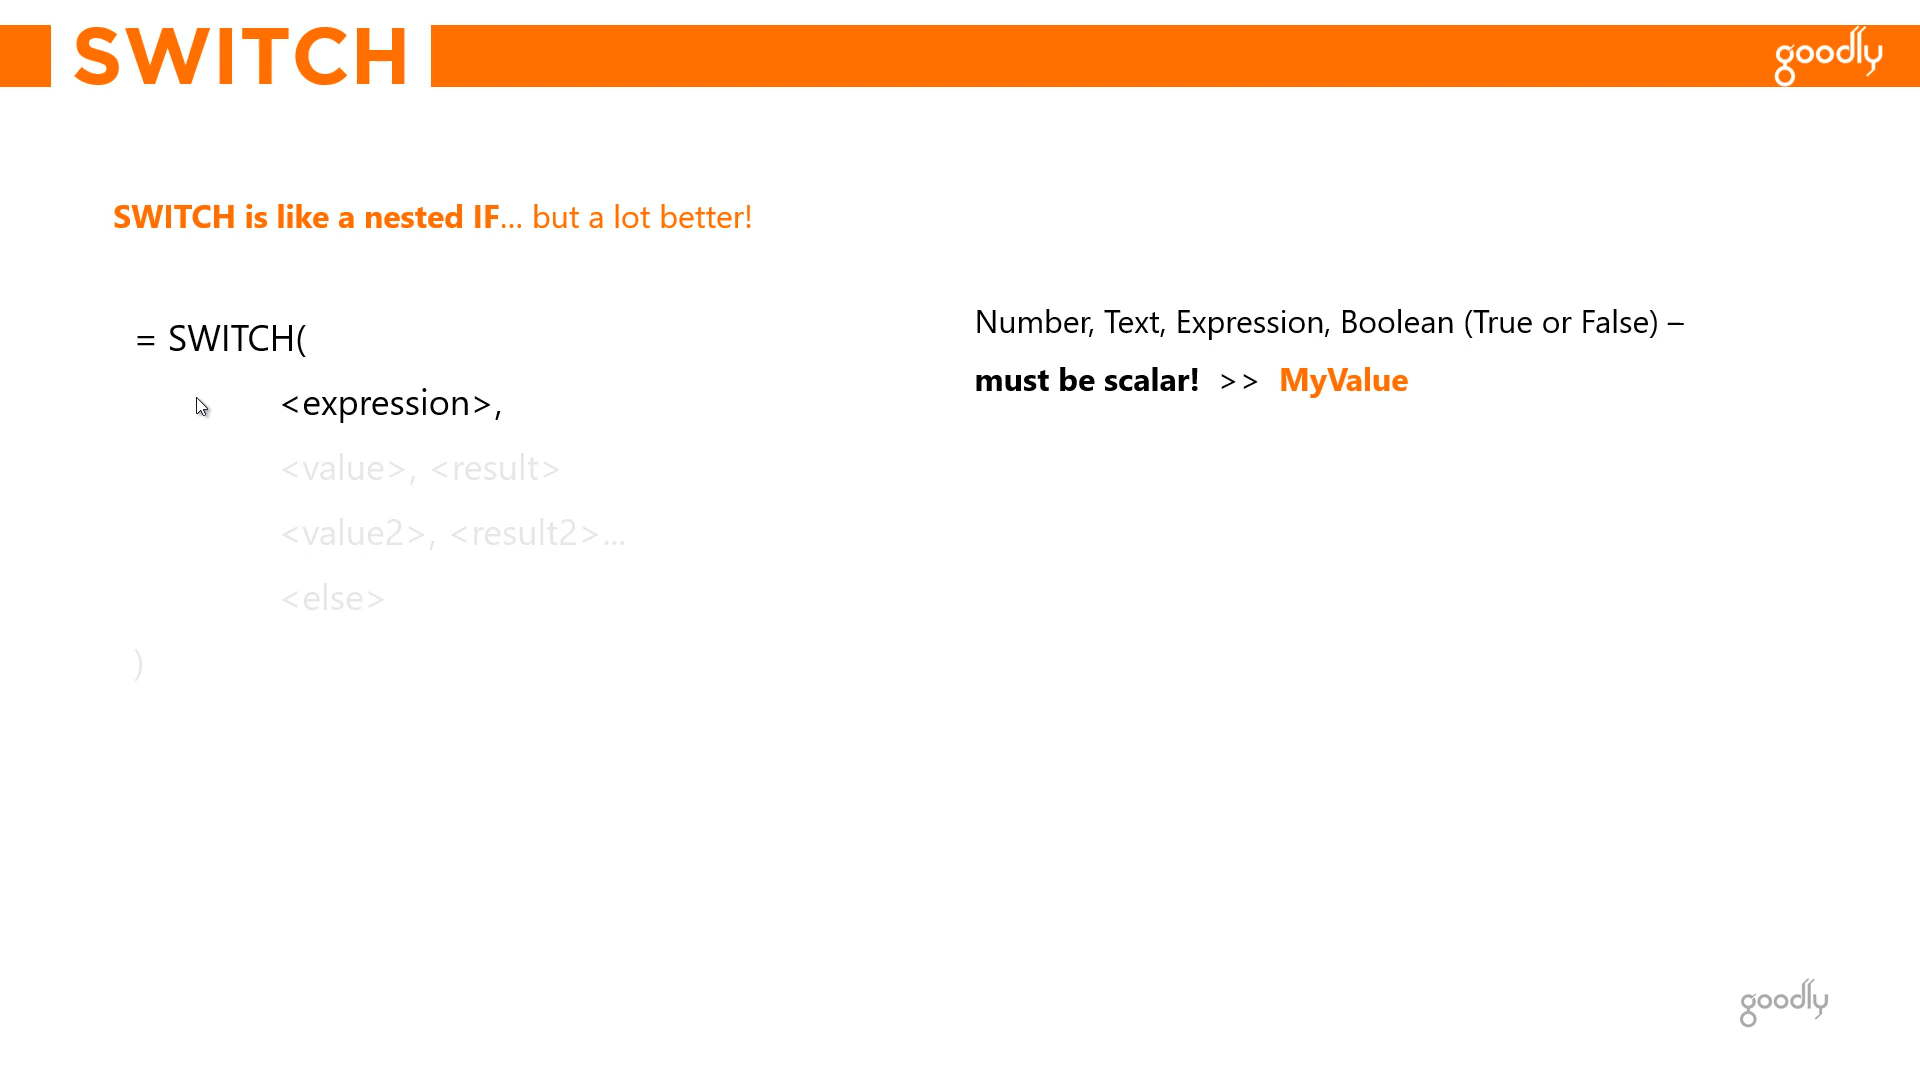 SWITCH
goodly
SWITCH is like a nested IF... but a lot better!
= SWITCH(
<expression>,
<value>, <result>
<value2>, <result2>...
<else>
)
Number, Text, Expression, Boolean (True or False) –
must be scalar! >> MyValue
goodly